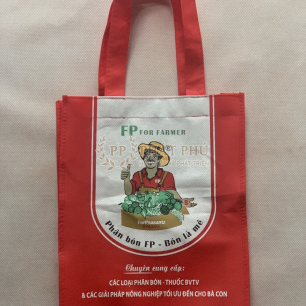 FP FOR FARMER
ForPeasants
Phân bón FP - Bón là mê
Chuyên cung cấp:
CÁC LOẠI PHÂN BÓN - THUỐC BVTV
& CÁC GIẢI PHÁP NÔNG NGHIỆP TỐI ƯU ĐẾN CHO BÀ CON